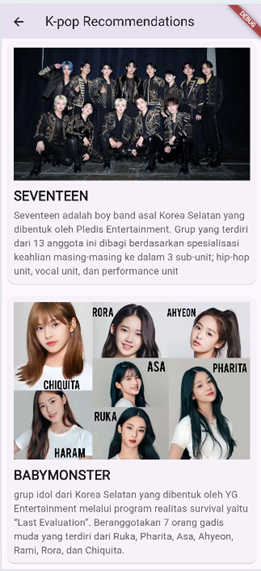 K-pop Recommendations
DEBUG
SEVENTEEN
Seventeen adalah boy band asal Korea Selatan yang
dibentuk oleh Pledis Entertainment. Grup yang terdiri
dari 13 anggota ini dibagi berdasarkan spesialisasi
keahlian masing-masing ke dalam 3 sub-unit; hip-hop
unit, vocal unit, dan performance unit
RORA
AHYEON
ASA
PHARITA
CHIQUITA
RUKA
HARAM
BABYMONSTER
grup idol dari Korea Selatan yang dibentuk oleh YG
Entertainment melalui program realitas survival yaitu
“Last Evaluation”. Beranggotakan 7 orang gadis
muda yang terdiri dari Ruka, Pharita, Asa, Ahyeon,
Rami, Rora, dan Chiquita.